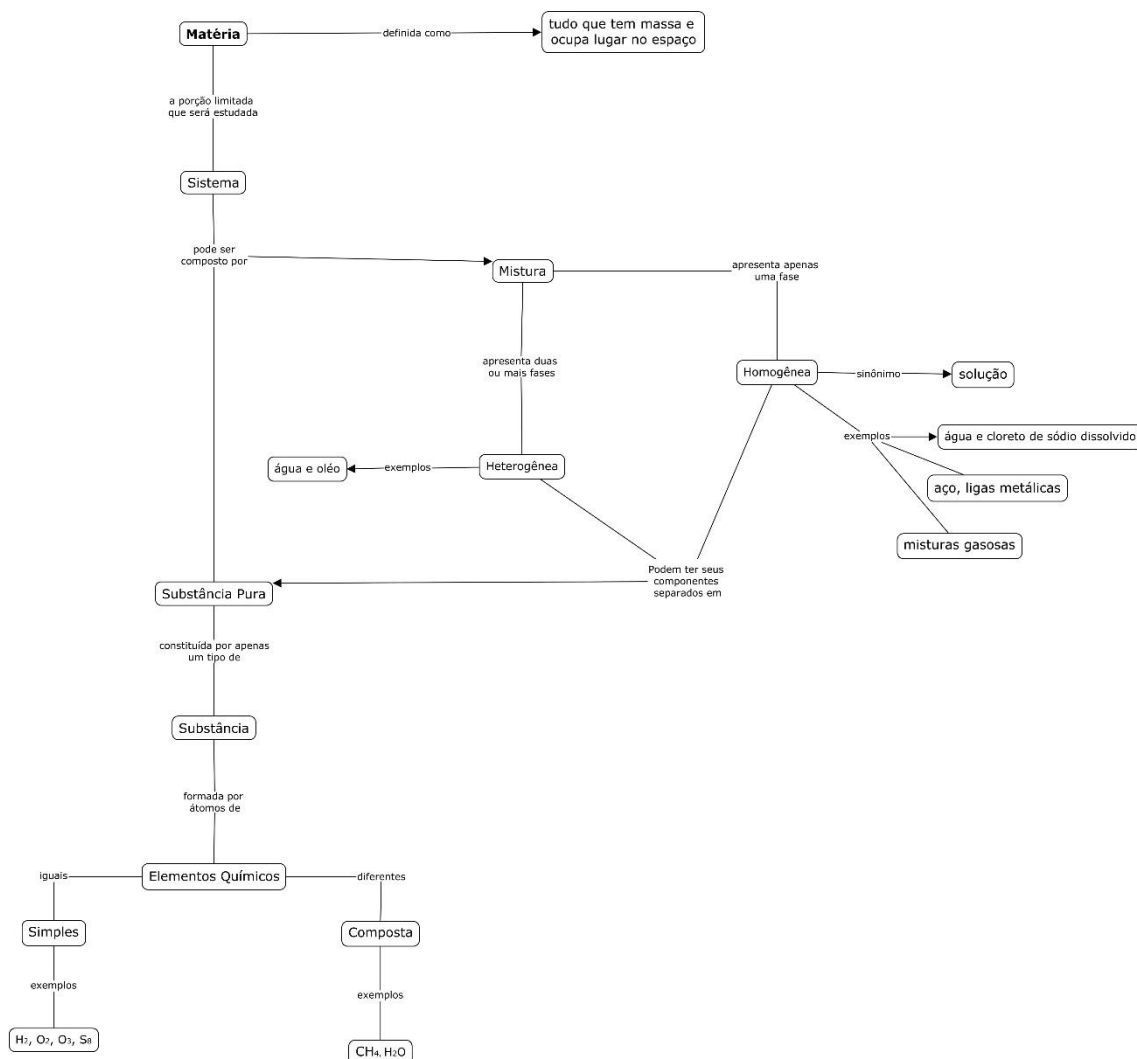 Matéria
definida como
tudo que tem massa e
ocupa lugar no espaço
a porção limitada
que será estudada
Sistema
pode ser
composto por
Mistura
apresenta apenas
uma fase
apresenta duas
ou mais fases
Homogênea
sinônimo
solução
exemplos
água e cloreto de sódio dissolvido
aço, ligas metálicas
misturas gasosas
Heterogênea
exemplos
água e oléo
Podem ter seus
componentes
separados em
Substância Pura
constituída por apenas
um tipo de
Substância
formada por
átomos de
Elementos Químicos
iguais
diferentes
Simples
Composta
exemplos
exemplos
H₂, O₂, O₃, S₈
CH₄, H₂O